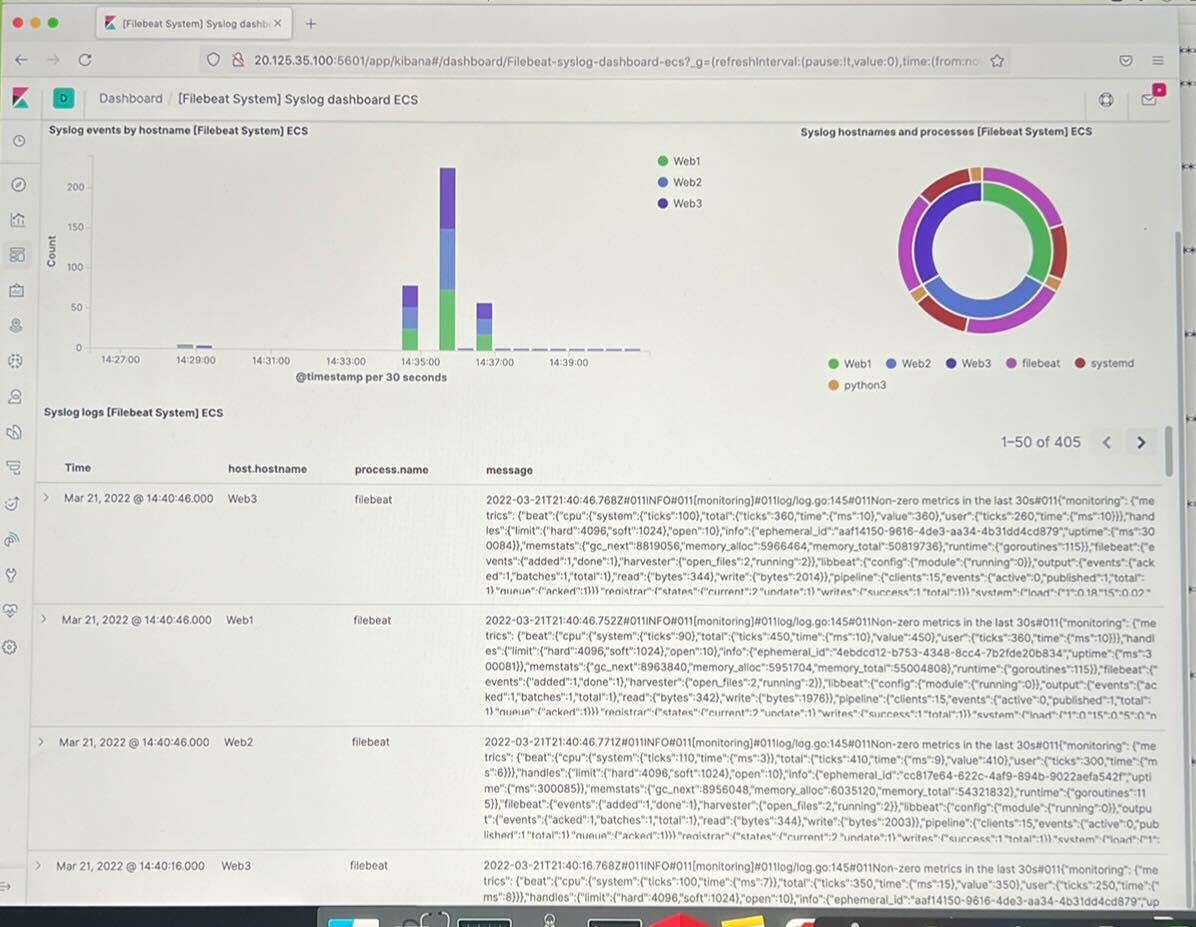 [Filebeat System] Syslog dashb
20.125.35.100:5601/app/kibana#/dashboard/Filebeat-syslog-dashboard-ecs?_g=(refreshInterval:(pause:!t,value:0),time:(from:no
D
Dashboard / [Filebeat System] Syslog dashboard ECS
Syslog events by hostname [Filebeat System] ECS
200
150
100
50
0
Count
14:27:00 14:29:00 14:31:00 14:33:00 14:35:00 14:37:00 14:39:00
@timestamp per 30 seconds
Web1
Web2
Web3
Syslog hostnames and processes [Filebeat System] ECS
Web1 Web2 Web3 filebeat systemd
python3
Syslog logs [Filebeat System] ECS
1–50 of 405
Time host.hostname process.name message
Mar 21, 2022 @ 14:40:46.000 Web3 filebeat
2022-03-21T21:40:46.768Z#011INFO#011[monitoring]#011log/log.go:145#011Non-zero metrics in the last 30s#011{"monitoring": {"me
trics": {"beat":{"cpu":{"system":{"ticks":100},"total":{"ticks":360,"time":{"ms":10},"value":360},"user":{"ticks":260,"time":{"ms":10}}},"hand
les":{"limit":{"hard":4096,"soft":1024},"open":10},"info":{"ephemeral_id":"aaf14150-9616-4de3-aa34-4b31dd4cd879","uptime":{"ms":300
084}},"memstats":{"gc_next":8819056,"memory_alloc":5966464,"memory_total":50819736},"runtime":{"goroutines":115}},"filebeat":{"e
vents":{"added":1,"done":1},"harvester":{"open_files":2,"running":2}},"libbeat":{"config":{"module":{"running":0}},"output":{"events":{"ack
ed":1,"batches":1,"total":1},"read":{"bytes":344},"write":{"bytes":2014}},"pipeline":{"clients":15,"events":{"active":0,"published":1,"total":
1},"queue":{"acked":1}}},"registrar":{"states":{"current":2,"update":1},"writes":{"success":1,"total":1}},"system":{"load":{"1":0.18,"15":0.02,"
Mar 21, 2022 @ 14:40:46.000 Web1 filebeat
2022-03-21T21:40:46.752Z#011INFO#011[monitoring]#011log/log.go:145#011Non-zero metrics in the last 30s#011{"monitoring": {"me
trics": {"beat":{"cpu":{"system":{"ticks":90},"total":{"ticks":450,"time":{"ms":10},"value":450},"user":{"ticks":360,"time":{"ms":10}}},"handl
es":{"limit":{"hard":4096,"soft":1024},"open":10},"info":{"ephemeral_id":"4ebdcd12-b753-4348-8cc4-7b2fde20b834","uptime":{"ms":3
00081}},"memstats":{"gc_next":8963840,"memory_alloc":5951704,"memory_total":55004808},"runtime":{"goroutines":115}},"filebeat":{"
events":{"added":1,"done":1},"harvester":{"open_files":2,"running":2}},"libbeat":{"config":{"module":{"running":0}},"output":{"events":{"ac
ked":1,"batches":1,"total":1},"read":{"bytes":342},"write":{"bytes":1976}},"pipeline":{"clients":15,"events":{"active":0,"published":1,"total":
1},"queue":{"acked":1}}},"registrar":{"states":{"current":2,"update":1},"writes":{"success":1,"total":1}},"system":{"load":{"1":0,"15":0,"5":0,"n
Mar 21, 2022 @ 14:40:46.000 Web2 filebeat
2022-03-21T21:40:46.771Z#011INFO#011[monitoring]#011log/log.go:145#011Non-zero metrics in the last 30s#011{"monitoring": {"me
trics": {"beat":{"cpu":{"system":{"ticks":110,"time":{"ms":3}},"total":{"ticks":410,"time":{"ms":9},"value":410},"user":{"ticks":300,"time":{"m
s":6}}},"handles":{"limit":{"hard":4096,"soft":1024},"open":10},"info":{"ephemeral_id":"cc817e64-622c-4af9-894b-9022aefa542f","upti
me":{"ms":300085}},"memstats":{"gc_next":8956048,"memory_alloc":6035120,"memory_total":54321832},"runtime":{"goroutines":11
5}},"filebeat":{"events":{"added":1,"done":1},"harvester":{"open_files":2,"running":2}},"libbeat":{"config":{"module":{"running":0}},"outpu
t":{"events":{"acked":1,"batches":1,"total":1},"read":{"bytes":344},"write":{"bytes":2003}},"pipeline":{"clients":15,"events":{"active":0,"pub
lished":1,"total":1},"queue":{"acked":1}}},"registrar":{"states":{"current":2,"update":1},"writes":{"success":1,"total":1}},"system":{"load":{"1":
Mar 21, 2022 @ 14:40:16.000 Web3 filebeat
2022-03-21T21:40:16.768Z#011INFO#011[monitoring]#011log/log.go:145#011Non-zero metrics in the last 30s#011{"monitoring": {"me
trics": {"beat":{"cpu":{"system":{"ticks":100,"time":{"ms":7}},"total":{"ticks":350,"time":{"ms":15},"value":350},"user":{"ticks":250,"time":{"
ms":8}}},"handles":{"limit":{"hard":4096,"soft":1024},"open":10},"info":{"ephemeral_id":"aaf14150-9616-4de3-aa34-4b31dd4cd879","up